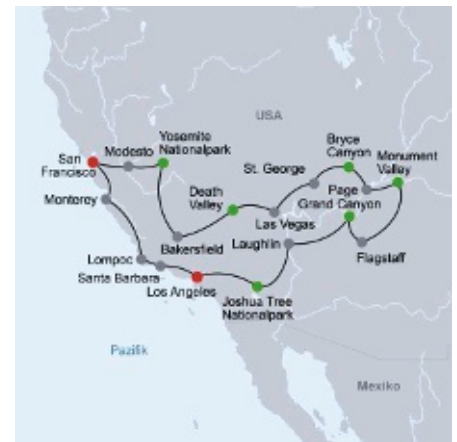 USA
Yosemite
Nationalpark
Bryce
Canyon
Monument
Valley
San
Francisco
Modesto
St. George
Death
Valley
Page
Grand Canyon
Monterey
Las Vegas
Bakersfield
Laughlin
Flagstaff
Lompoc
Santa Barbara
Los Angeles
Joshua Tree
Nationalpark
Pazifik
Mexiko